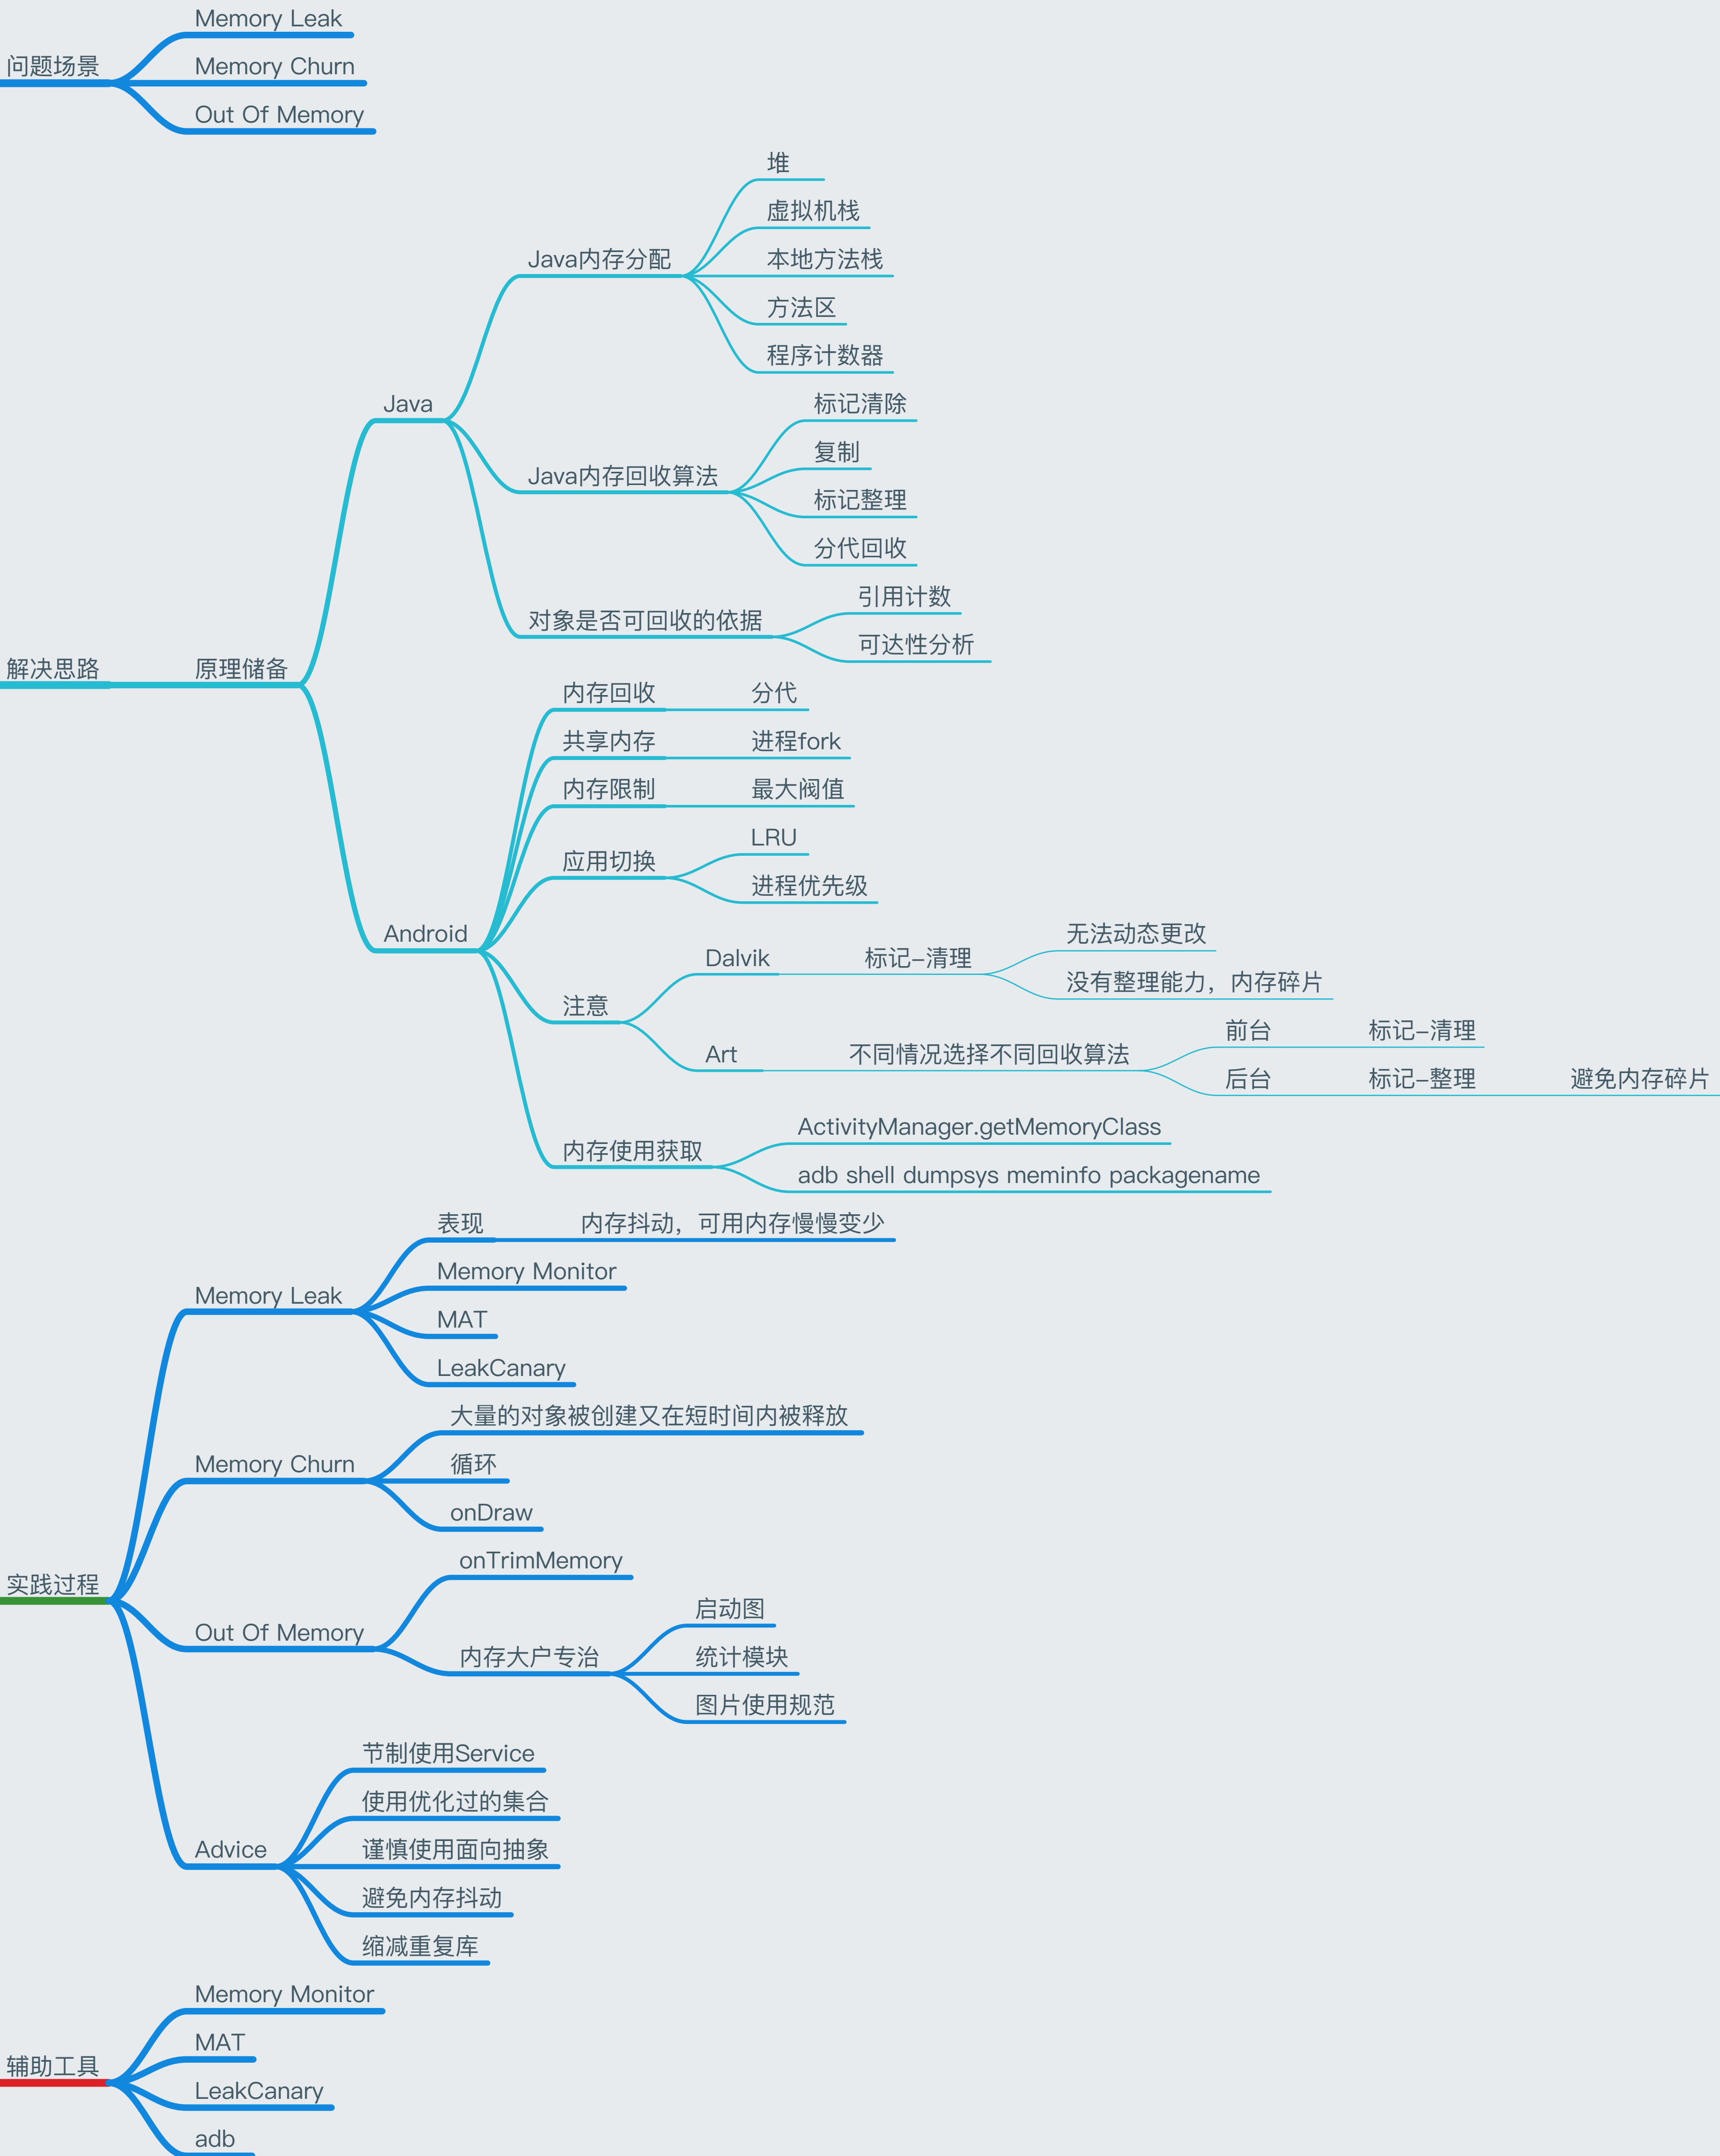 Memory Leak
问题场景
Memory Churn
Out Of Memory
堆
虚拟机栈
Java内存分配
本地方法栈
方法区
程序计数器
Java
标记清除
复制
Java内存回收算法
标记整理
分代回收
引用计数
对象是否可回收的依据
可达性分析
解决思路
原理储备
内存回收
分代
共享内存
进程fork
内存限制
最大阀值
LRU
应用切换
进程优先级
Android
无法动态更改
Dalvik
标记-清理
没有整理能力，内存碎片
注意
前台
标记-清理
Art
不同情况选择不同回收算法
后台
标记-整理
避免内存碎片
ActivityManager.getMemoryClass
内存使用获取
adb shell dumpsys meminfo packagename
表现
内存抖动，可用内存慢慢变少
Memory Monitor
Memory Leak
MAT
LeakCanary
大量的对象被创建又在短时间内被释放
Memory Churn
循环
onDraw
onTrimMemory
实践过程
启动图
Out Of Memory
内存大户专治
统计模块
图片使用规范
节制使用Service
使用优化过的集合
Advice
谨慎使用面向抽象
避免内存抖动
缩减重复库
Memory Monitor
MAT
辅助工具
LeakCanary
adb